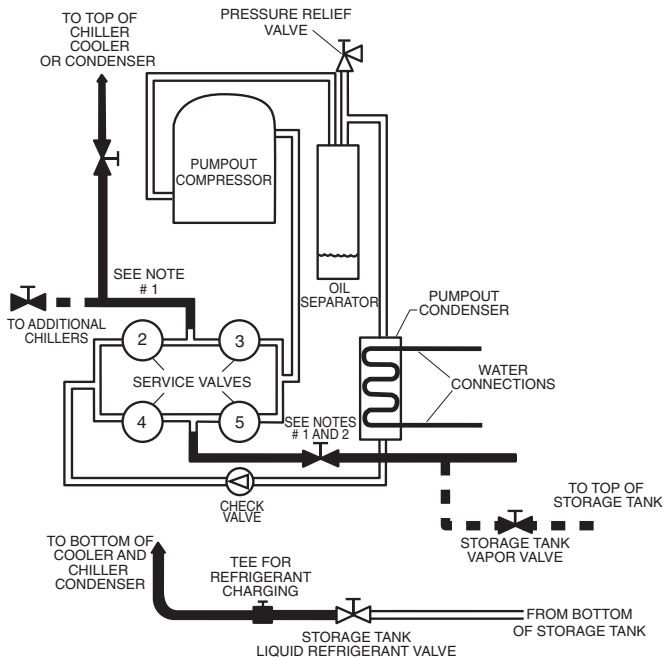 TO TOP OF
CHILLER
COOLER
OR CONDENSER
PRESSURE RELIEF
VALVE
PUMPOUT
COMPRESSOR
SEE NOTE
# 1
OIL
SEPARATOR
PUMPOUT
CONDENSER
TO ADDITIONAL
CHILLERS
2
3
SERVICE VALVES
4
5
WATER
CONNECTIONS
SEE NOTES
# 1 AND 2
CHECK
VALVE
TO TOP OF
STORAGE TANK
STORAGE TANK
VAPOR VALVE
TO BOTTOM OF
COOLER AND
CHILLER
CONDENSER
TEE FOR
REFRIGERANT
CHARGING
STORAGE TANK
LIQUID REFRIGERANT VALVE
FROM BOTTOM
OF STORAGE TANK